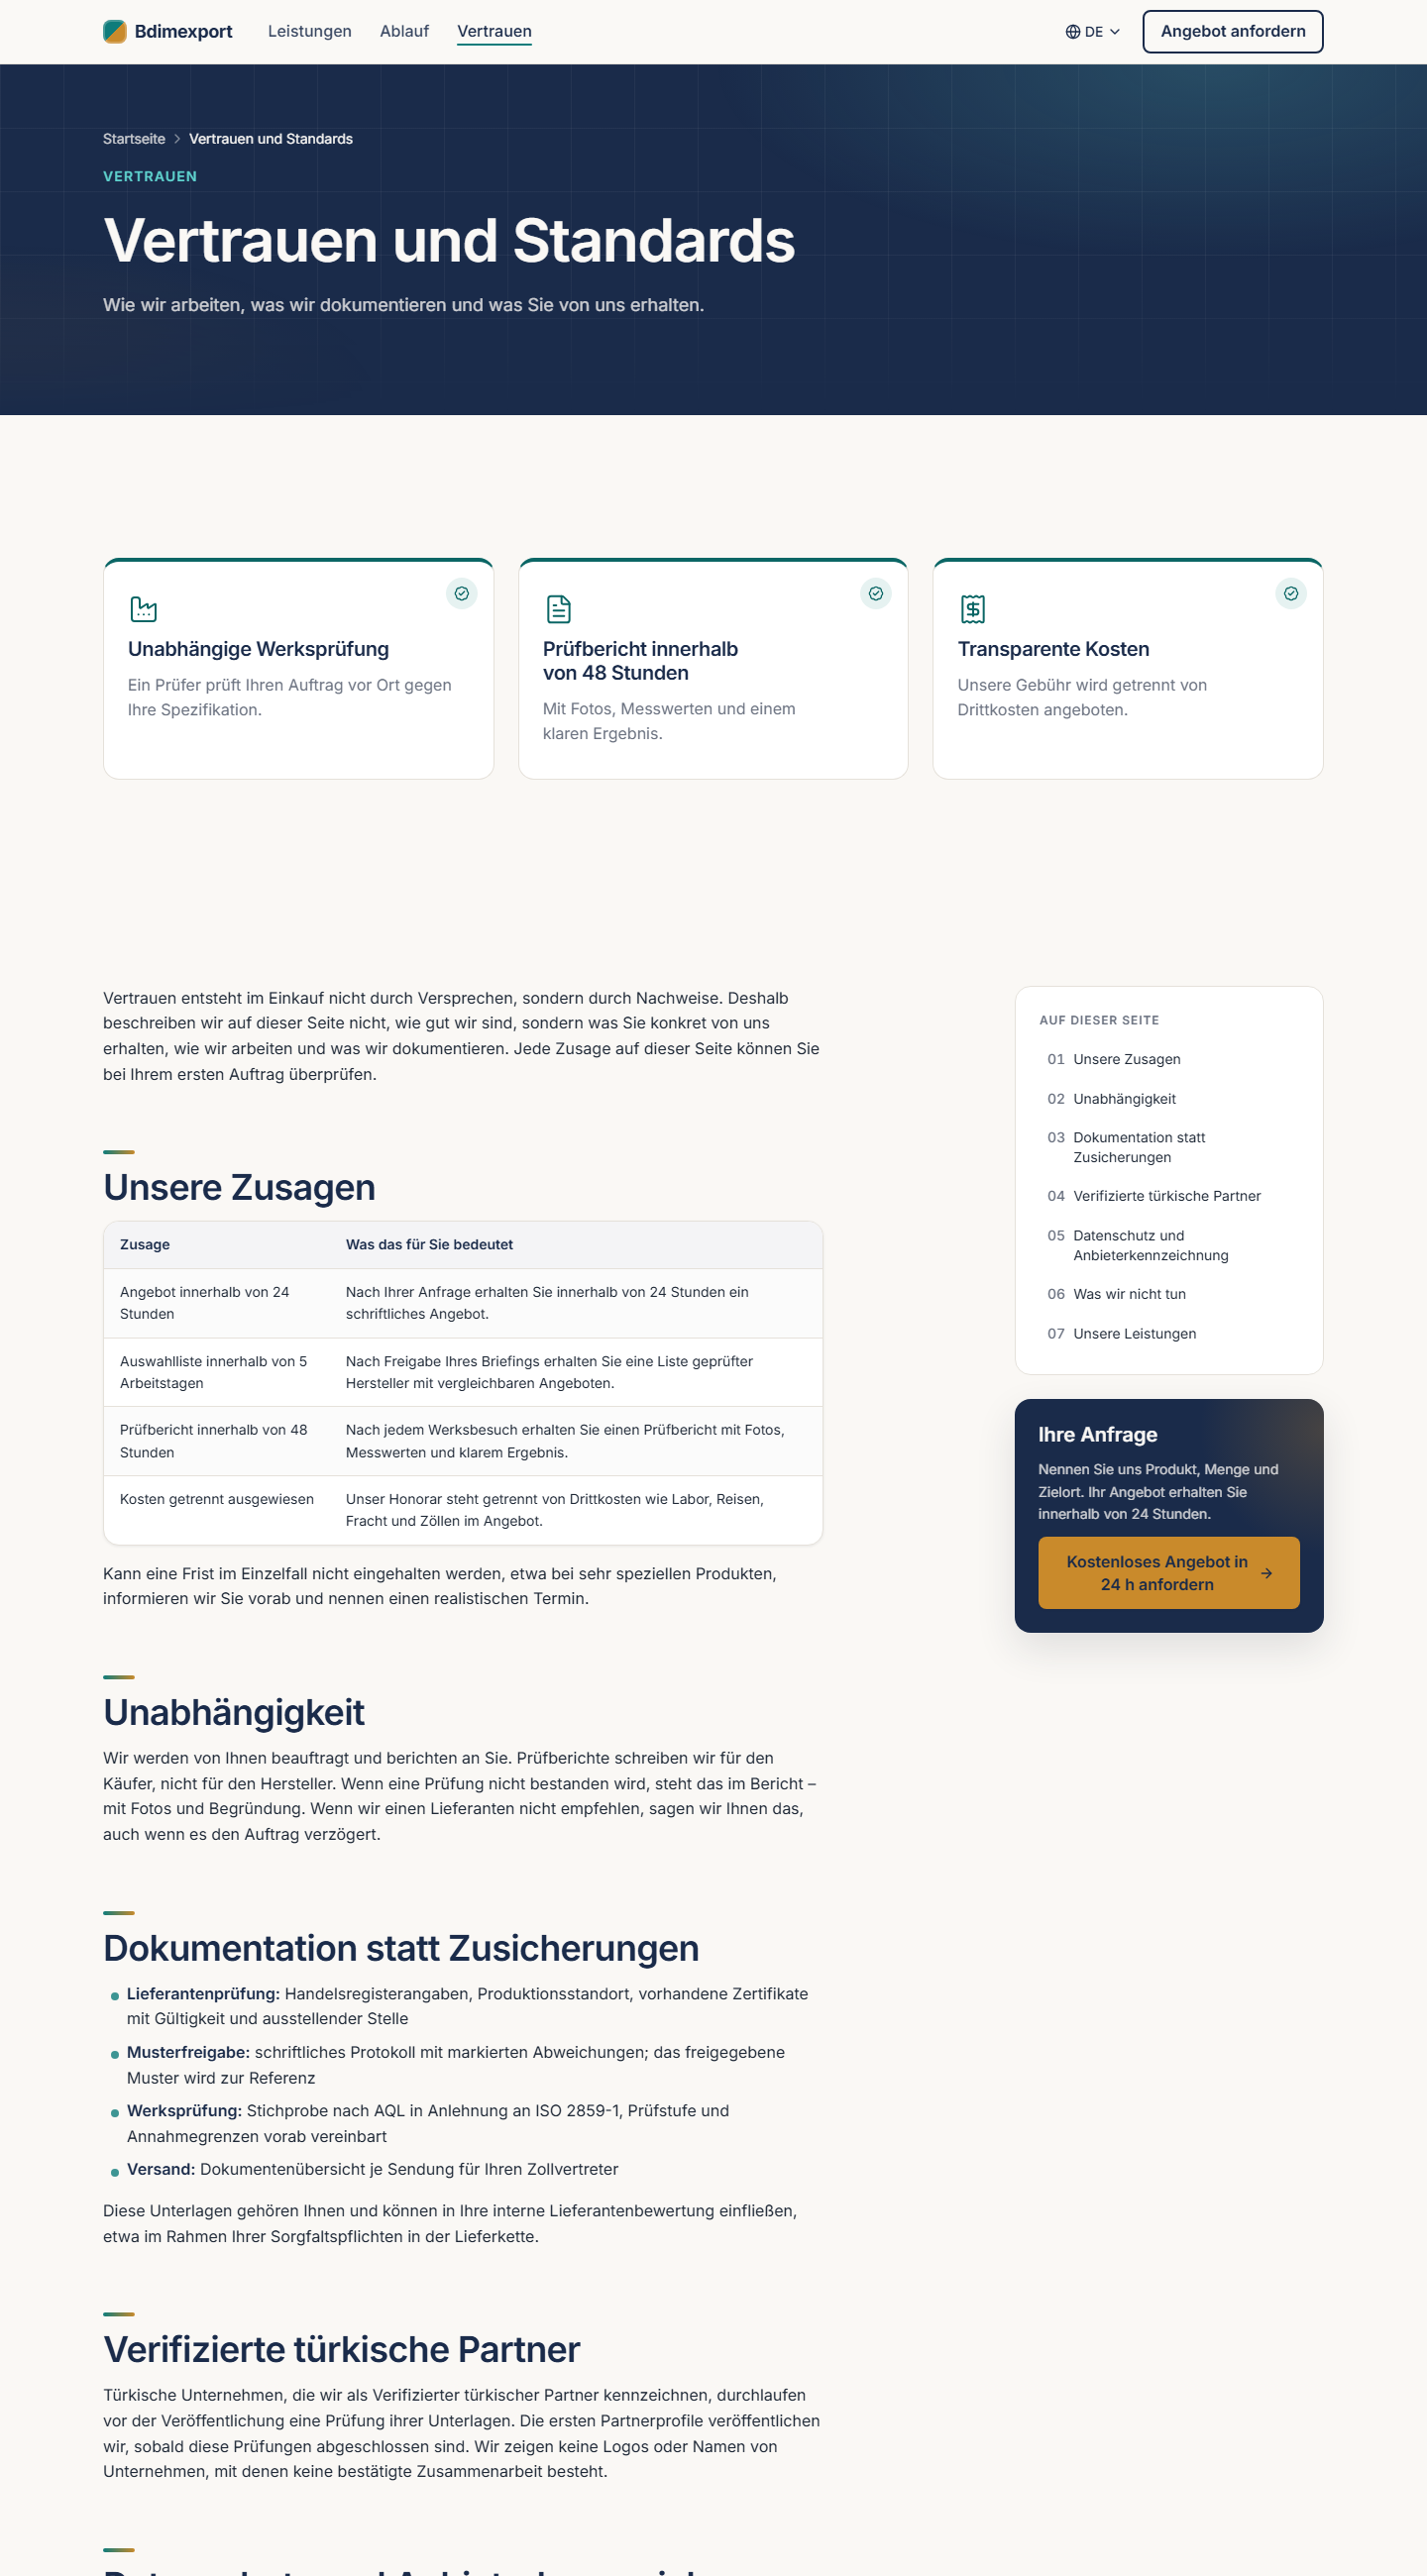 Bdimexport
Leistungen
Ablauf
Vertrauen
DE
Angebot anfordern
Startseite
Vertrauen und Standards
VERTRAUEN
Vertrauen und Standards
Wie wir arbeiten, was wir dokumentieren und was Sie von uns erhalten.
Unabhängige Werksprüfung
Ein Prüfer prüft Ihren Auftrag vor Ort gegen
Ihre Spezifikation.
Prüfbericht innerhalb
von 48 Stunden
Mit Fotos, Messwerten und einem
klaren Ergebnis.
Transparente Kosten
Unsere Gebühr wird getrennt von
Drittkosten angeboten.
Vertrauen entsteht im Einkauf nicht durch Versprechen, sondern durch Nachweise. Deshalb
beschreiben wir auf dieser Seite nicht, wie gut wir sind, sondern was Sie konkret von uns
erhalten, wie wir arbeiten und was wir dokumentieren. Jede Zusage auf dieser Seite können Sie
bei Ihrem ersten Auftrag überprüfen.
Unsere Zusagen
Zusage
Was das für Sie bedeutet
Angebot innerhalb von 24
Stunden
Nach Ihrer Anfrage erhalten Sie innerhalb von 24 Stunden ein
schriftliches Angebot.
Auswahlliste innerhalb von 5
Arbeitstagen
Nach Freigabe Ihres Briefings erhalten Sie eine Liste geprüfter
Hersteller mit vergleichbaren Angeboten.
Prüfbericht innerhalb von 48
Stunden
Nach jedem Werksbesuch erhalten Sie einen Prüfbericht mit Fotos,
Messwerten und klarem Ergebnis.
Kosten getrennt ausgewiesen
Unser Honorar steht getrennt von Drittkosten wie Labor, Reisen,
Fracht und Zöllen im Angebot.
Kann eine Frist im Einzelfall nicht eingehalten werden, etwa bei sehr speziellen Produkten,
informieren wir Sie vorab und nennen einen realistischen Termin.
Unabhängigkeit
Wir werden von Ihnen beauftragt und berichten an Sie. Prüfberichte schreiben wir für den
Käufer, nicht für den Hersteller. Wenn eine Prüfung nicht bestanden wird, steht das im Bericht –
mit Fotos und Begründung. Wenn wir einen Lieferanten nicht empfehlen, sagen wir Ihnen das,
auch wenn es den Auftrag verzögert.
Dokumentation statt Zusicherungen
Lieferantenprüfung: Handelsregisterangaben, Produktionsstandort, vorhandene Zertifikate
mit Gültigkeit und ausstellender Stelle
Musterfreigabe: schriftliches Protokoll mit markierten Abweichungen; das freigegebene
Muster wird zur Referenz
Werksprüfung: Stichprobe nach AQL in Anlehnung an ISO 2859-1, Prüfstufe und
Annahmegrenzen vorab vereinbart
Versand: Dokumentenübersicht je Sendung für Ihren Zollvertreter
Diese Unterlagen gehören Ihnen und können in Ihre interne Lieferantenbewertung einfließen,
etwa im Rahmen Ihrer Sorgfaltspflichten in der Lieferkette.
Verifizierte türkische Partner
Türkische Unternehmen, die wir als Verifizierter türkischer Partner kennzeichnen, durchlaufen
vor der Veröffentlichung eine Prüfung ihrer Unterlagen. Die ersten Partnerprofile veröffentlichen
wir, sobald diese Prüfungen abgeschlossen sind. Wir zeigen keine Logos oder Namen von
Unternehmen, mit denen keine bestätigte Zusammenarbeit besteht.
AUF DIESER SEITE
01 Unsere Zusagen
02 Unabhängigkeit
03 Dokumentation statt
Zusicherungen
04 Verifizierte türkische Partner
05 Datenschutz und
Anbieterkennzeichnung
06 Was wir nicht tun
07 Unsere Leistungen
Ihre Anfrage
Nennen Sie uns Produkt, Menge und
Zielort. Ihr Angebot erhalten Sie
innerhalb von 24 Stunden.
Kostenloses Angebot in
24 h anfordern